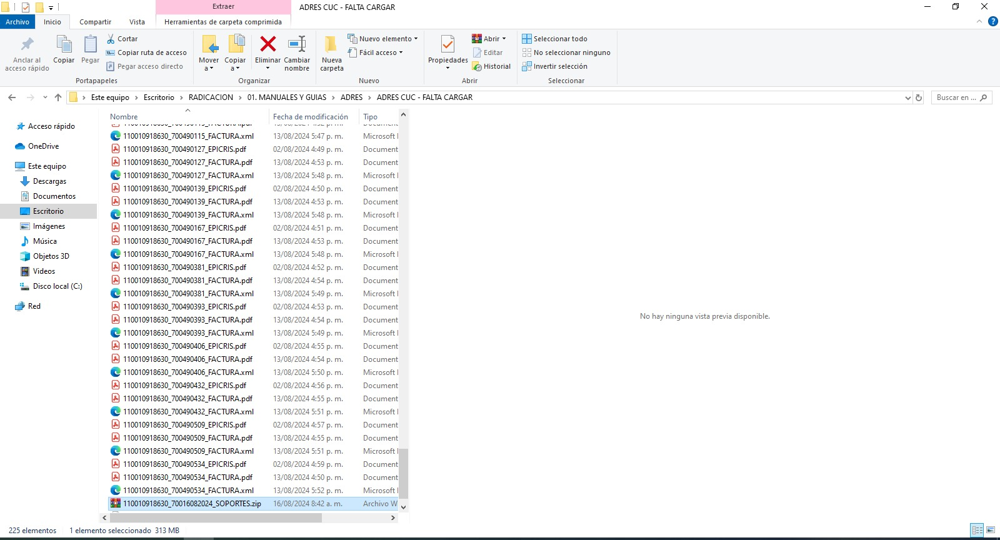 Extraer
ADRES CUC - FALTA CARGAR
Archivo
Inicio
Compartir
Vista
Herramientas de carpeta comprimida
Anclar al acceso rápido
Copiar
Pegar
Cortar
Copiar ruta de acceso
Pegar acceso directo
Portapapeles
Mover a
Copiar a
Eliminar
Cambiar nombre
Organizar
Nueva carpeta
Nuevo elemento
Fácil acceso
Nuevo
Propiedades
Abrir
Editar
Historial
Abrir
Seleccionar todo
No seleccionar ninguno
Invertir selección
Seleccionar
Este equipo > Escritorio > RADICACION > 01. MANUALES Y GUIAS > ADRES > ADRES CUC - FALTA CARGAR
Buscar en ...
Acceso rápido
OneDrive
Este equipo
Descargas
Documentos
Escritorio
Imágenes
Música
Objetos 3D
Videos
Disco local (C:)
Red
Nombre Fecha de modificación Tipo
110010918630_700490115_FACTURA.xml 13/08/2024 5:47 p. m. Microsoft
110010918630_700490127_EPICRIS.pdf 02/08/2024 4:49 p. m. Document
110010918630_700490127_FACTURA.pdf 13/08/2024 4:53 p. m. Document
110010918630_700490127_FACTURA.xml 13/08/2024 5:48 p. m. Microsoft
110010918630_700490139_EPICRIS.pdf 02/08/2024 4:50 p. m. Document
110010918630_700490139_FACTURA.pdf 13/08/2024 4:53 p. m. Document
110010918630_700490139_FACTURA.xml 13/08/2024 5:48 p. m. Microsoft
110010918630_700490167_EPICRIS.pdf 02/08/2024 4:51 p. m. Document
110010918630_700490167_FACTURA.pdf 13/08/2024 4:53 p. m. Document
110010918630_700490167_FACTURA.xml 13/08/2024 5:48 p. m. Microsoft
110010918630_700490381_EPICRIS.pdf 02/08/2024 4:52 p. m. Document
110010918630_700490381_FACTURA.pdf 13/08/2024 4:54 p. m. Document
110010918630_700490381_FACTURA.xml 13/08/2024 5:49 p. m. Microsoft
110010918630_700490393_EPICRIS.pdf 02/08/2024 4:53 p. m. Document
110010918630_700490393_FACTURA.pdf 13/08/2024 4:54 p. m. Document
110010918630_700490393_FACTURA.xml 13/08/2024 5:49 p. m. Microsoft
110010918630_700490406_EPICRIS.pdf 02/08/2024 4:55 p. m. Document
110010918630_700490406_FACTURA.pdf 13/08/2024 4:54 p. m. Document
110010918630_700490406_FACTURA.xml 13/08/2024 5:50 p. m. Microsoft
110010918630_700490432_EPICRIS.pdf 02/08/2024 4:56 p. m. Document
110010918630_700490432_FACTURA.pdf 13/08/2024 4:55 p. m. Document
110010918630_700490432_FACTURA.xml 13/08/2024 5:51 p. m. Microsoft
110010918630_700490509_EPICRIS.pdf 02/08/2024 4:57 p. m. Document
110010918630_700490509_FACTURA.pdf 13/08/2024 4:55 p. m. Document
110010918630_700490509_FACTURA.xml 13/08/2024 5:51 p. m. Microsoft
110010918630_700490534_EPICRIS.pdf 02/08/2024 4:59 p. m. Document
110010918630_700490534_FACTURA.pdf 13/08/2024 4:50 p. m. Document
110010918630_700490534_FACTURA.xml 13/08/2024 5:52 p. m. Microsoft
110010918630_70016082024_SOPORTES.zip 16/08/2024 8:42 a. m. Archivo W
No hay ninguna vista previa disponible.
225 elementos 1 elemento seleccionado 313 MB